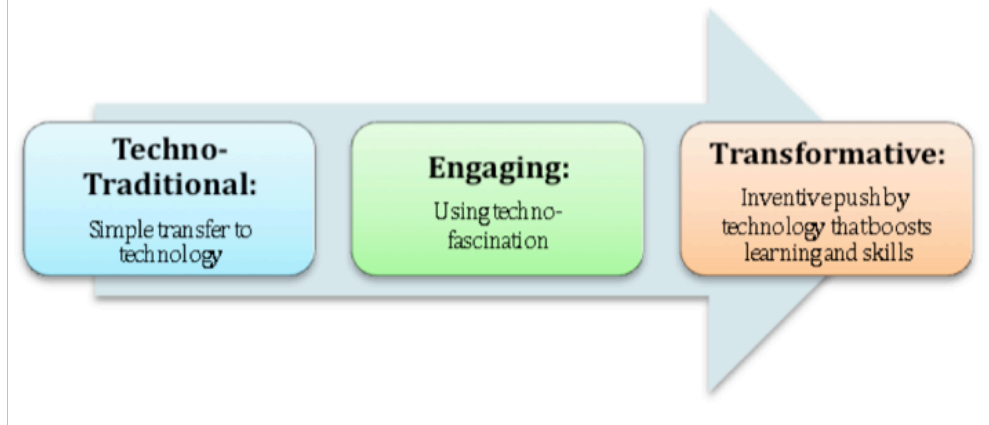 Techno-
Traditional:
Simple transfer to
technology
Engaging:
Using techno-
fascination
Transformative:
Inventive push by
technology that boosts
learning and skills